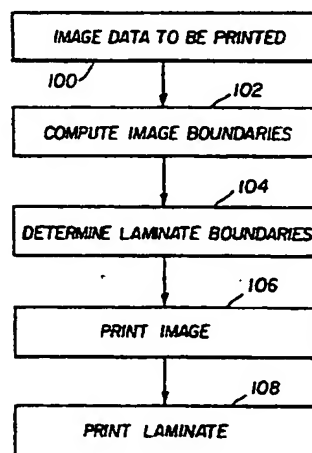 IMAGE DATA TO BE PRINTED
100
102
COMPUTE IMAGE BOUNDARIES
104
DETERMINE LAMINATE BOUNDARIES
106
PRINT IMAGE
108
PRINT LAMINATE